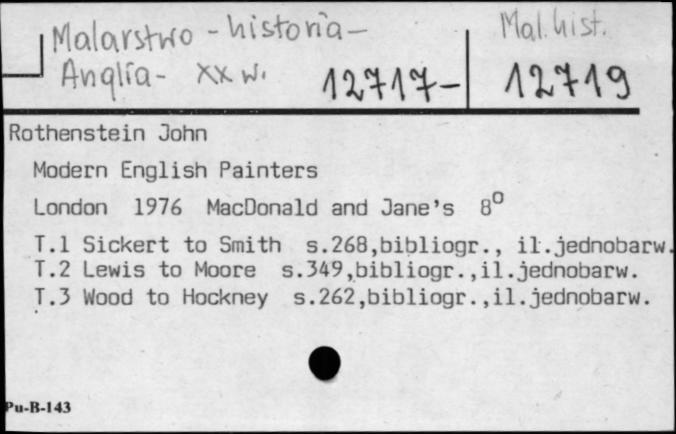 Malarstwo - historia -
Mal. hist.
Anglia - XX w.
12717-
12719
Rothenstein John
Modern English Painters
London 1976 MacDonald and Jane's 8⁰
T.1 Sickert to Smith s.268,bibliogr., il.jednobarw.
T.2 Lewis to Moore s.349,bibliogr.,il.jednobarw.
T.3 Wood to Hockney s.262,bibliogr.,il.jednobarw.
Pu-B-143